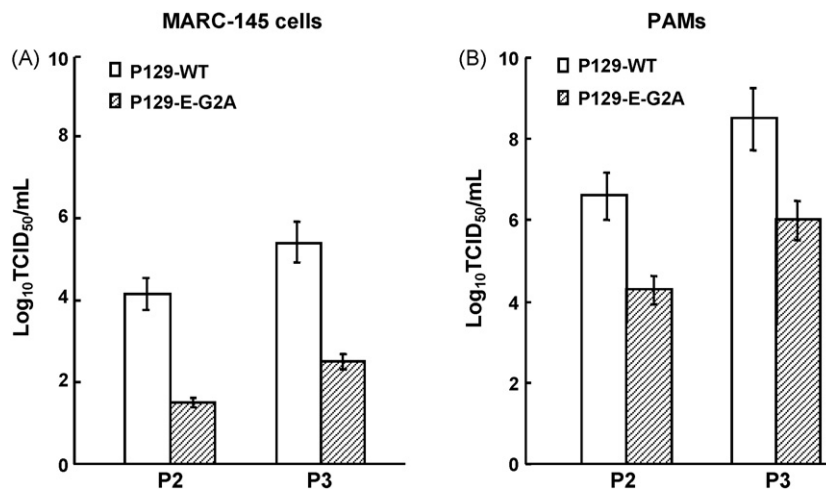 MARC-145 cells
(A)
P129-WT
P129-E-G2A
Log₁₀TCID₅₀/mL
10
8
6
4
2
0
P2 P3
PAMs
(B)
P129-WT
P129-E-G2A
Log₁₀TCID₅₀/mL
10
8
6
4
2
0
P2 P3